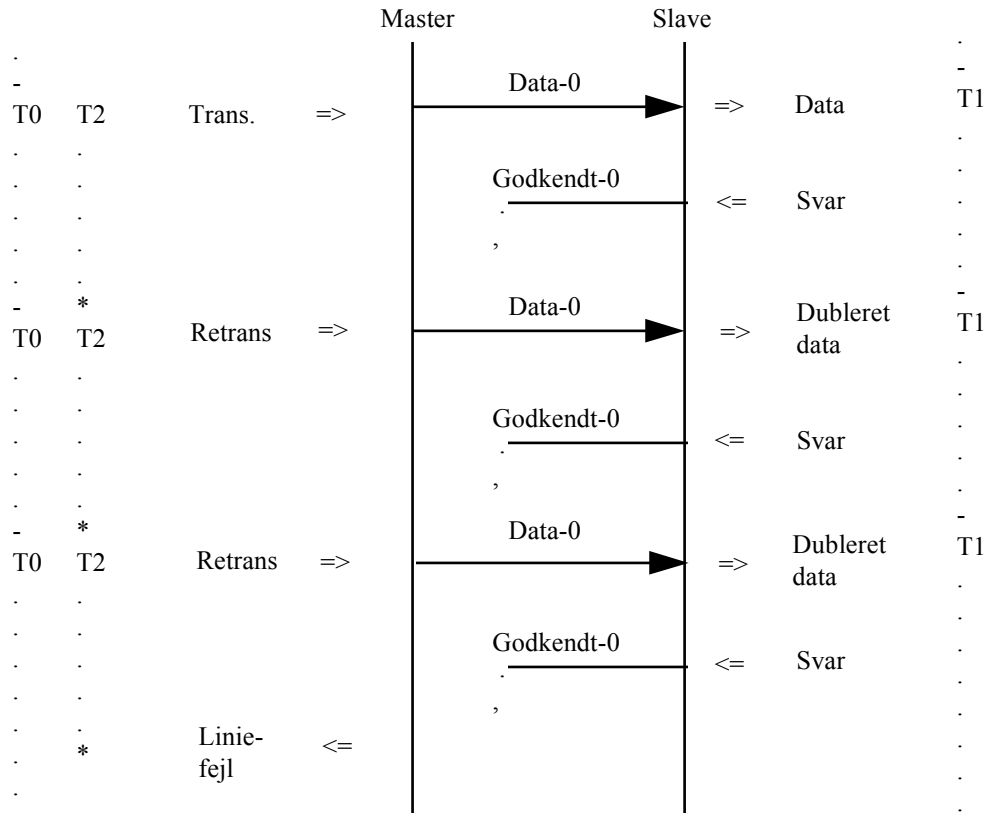 Master Slave
.
-
T0 T2 Trans. => Data-0 => Data T1
Godkendt-0
<= Svar
.
,
- * Data-0 -
T0 T2 Retrans => => Dubleret data T1
Godkendt-0
<= Svar
.
,
- * Data-0 -
T0 T2 Retrans => => Dubleret data T1
Godkendt-0
<= Svar
.
,
* Linie-
fejl <=